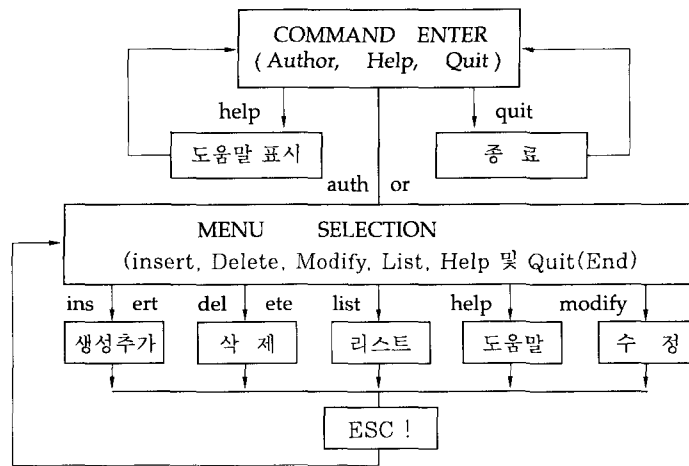 COMMAND ENTER
(Author, Help, Quit)
help quit
도움말 표시 종 료
auth or
MENU SELECTION
(insert, Delete, Modify, List, Help 및 Quit(End)
ins ert del ete list help modify
생성추가 삭 제 리스트 도움말 수 정
ESC !